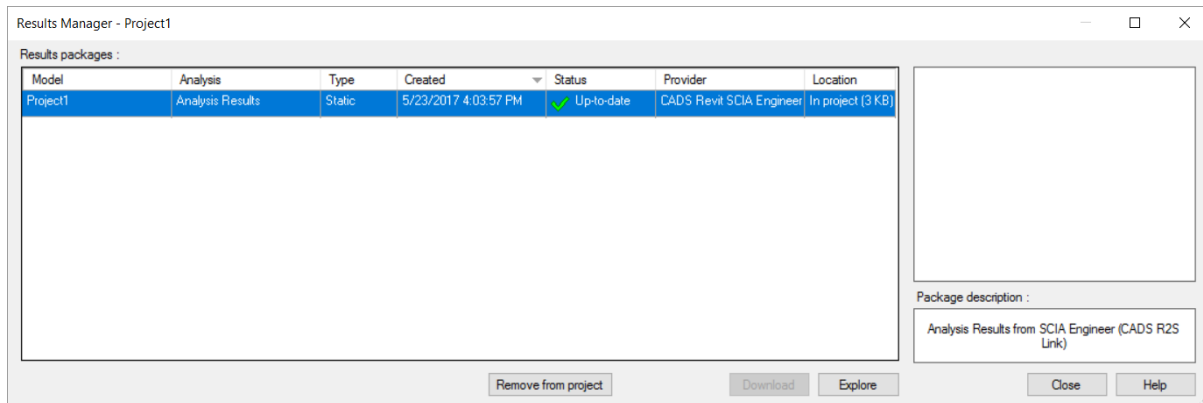 Results Manager - Project1
Results packages :
Model Analysis Type Created Status Provider Location
Project1 Analysis Results Static 5/23/2017 4:03:57 PM Up-to-date CADS Revit SCIA Engineer In project (3 KB)
Package description :
Analysis Results from SCIA Engineer (CADS R2S
Link)
Remove from project Download Explore Close Help